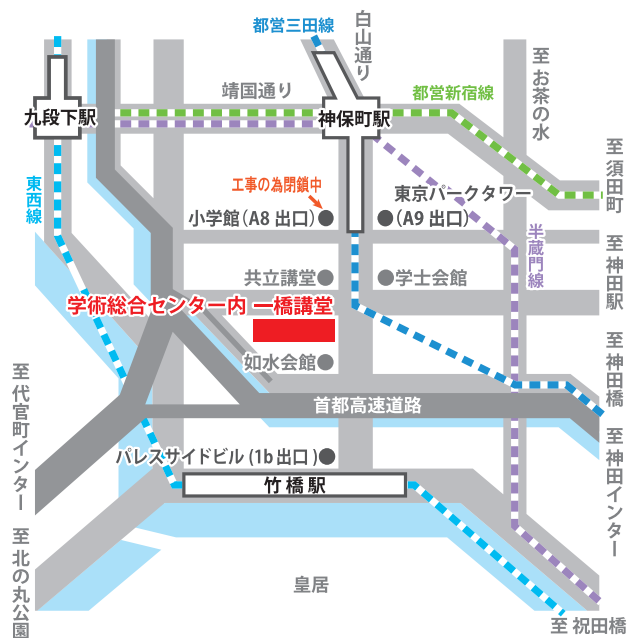 都営三田線
白山通り
至 お茶の水
靖国通り
都営新宿線
九段下駅
神保町駅
至 須田町
東西線
工事の為閉鎖中
東京パークタワー
小学館(A8 出口)
(A9 出口)
半蔵門線
至 神田駅
共立講堂
学士会館
学術総合センター内 一橋講堂
至 神田橋
如水会館
至 代官町インター
首都高速道路
至 神田インター
パレスサイドビル(1b出口)
竹橋駅
至 北の丸公園
皇居
至 祝田橋